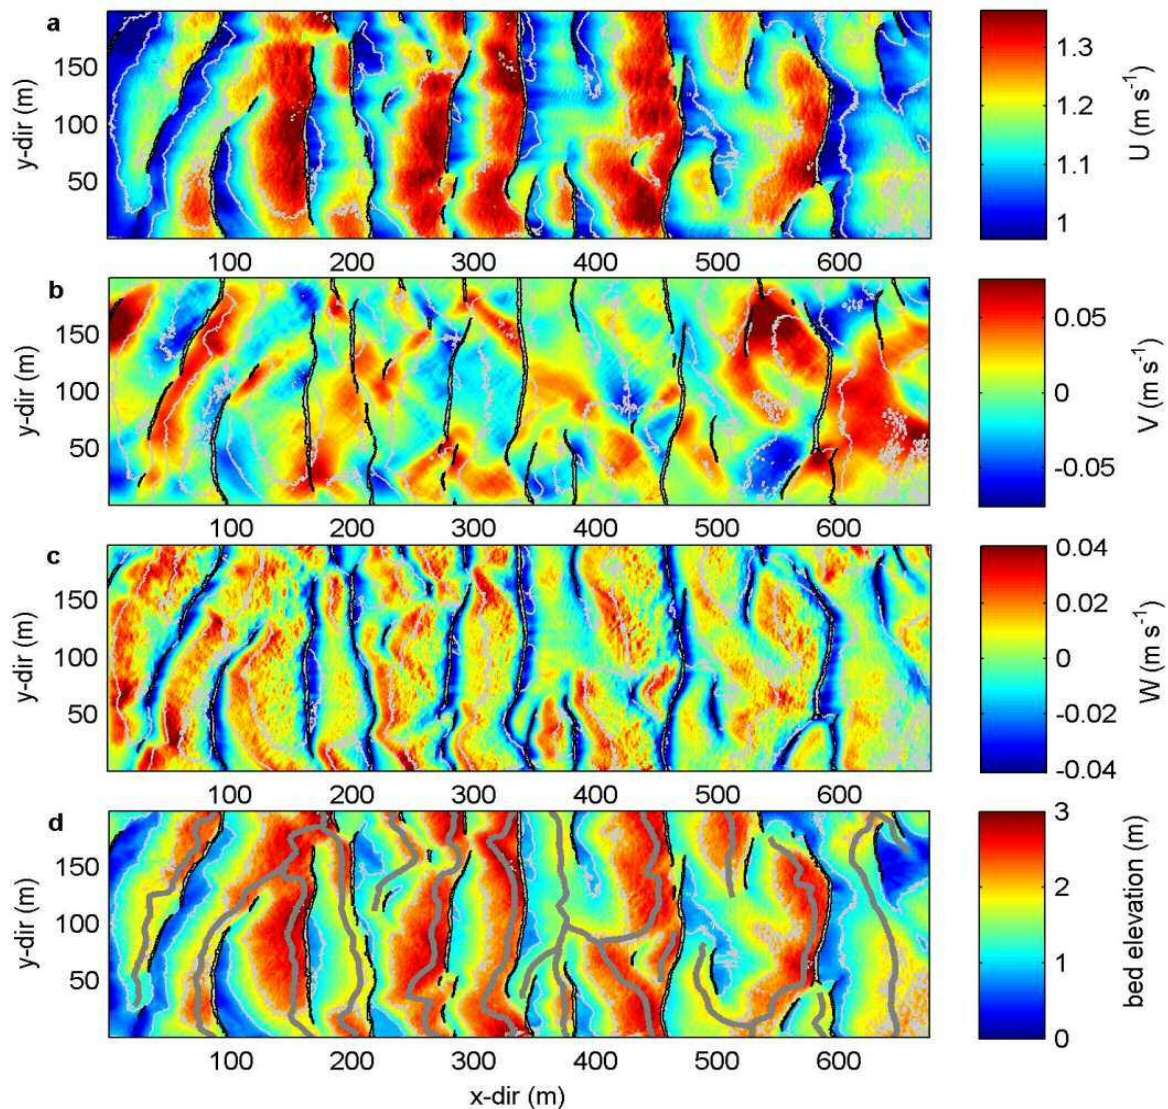 a
y-dir (m)
150
100
50
100 200 300 400 500 600
1.3
1.2
1.1
1
U (m s⁻¹)
b
y-dir (m)
150
100
50
100 200 300 400 500 600
0.05
0
-0.05
V (m s⁻¹)
c
y-dir (m)
150
100
50
100 200 300 400 500 600
0.04
0.02
0
-0.02
-0.04
W (m s⁻¹)
d
y-dir (m)
150
100
50
100 200 300 400 500 600
x-dir (m)
3
2
1
0
bed elevation (m)